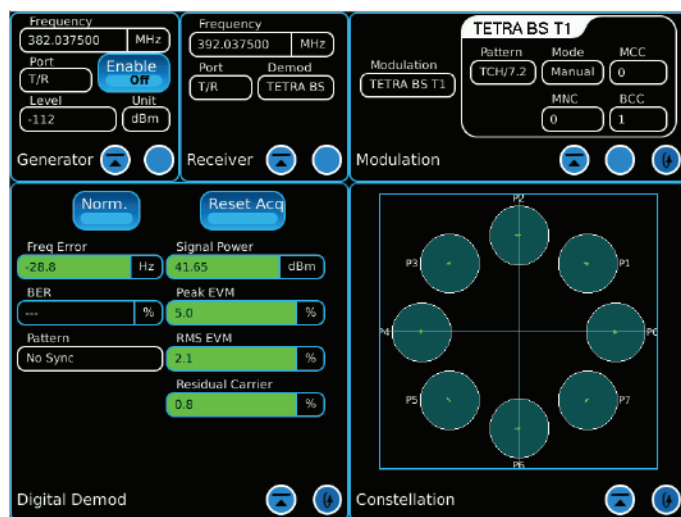 Frequency
382.037500 MHz
Port
T/R
Enable
Off
Level Unit
-112 dBm
Generator
Frequency
392.037500 MHz
Port Demod
T/R TETRA BS
Receiver
Modulation
TETRA BS T1
TETRA BS T1
Pattern Mode MCC
TCH/7.2 Manual 0
MNC BCC
0 1
Modulation
Norm. Reset Acq
Freq Error Signal Power
-28.8 Hz 41.65 dBm
BER Peak EVM
--- % 5.0 %
Pattern RMS EVM
No Sync 2.1 %
Residual Carrier
0.8 %
Digital Demod
P2
P3 P1
P4 P0
P5 P7
P6
Constellation